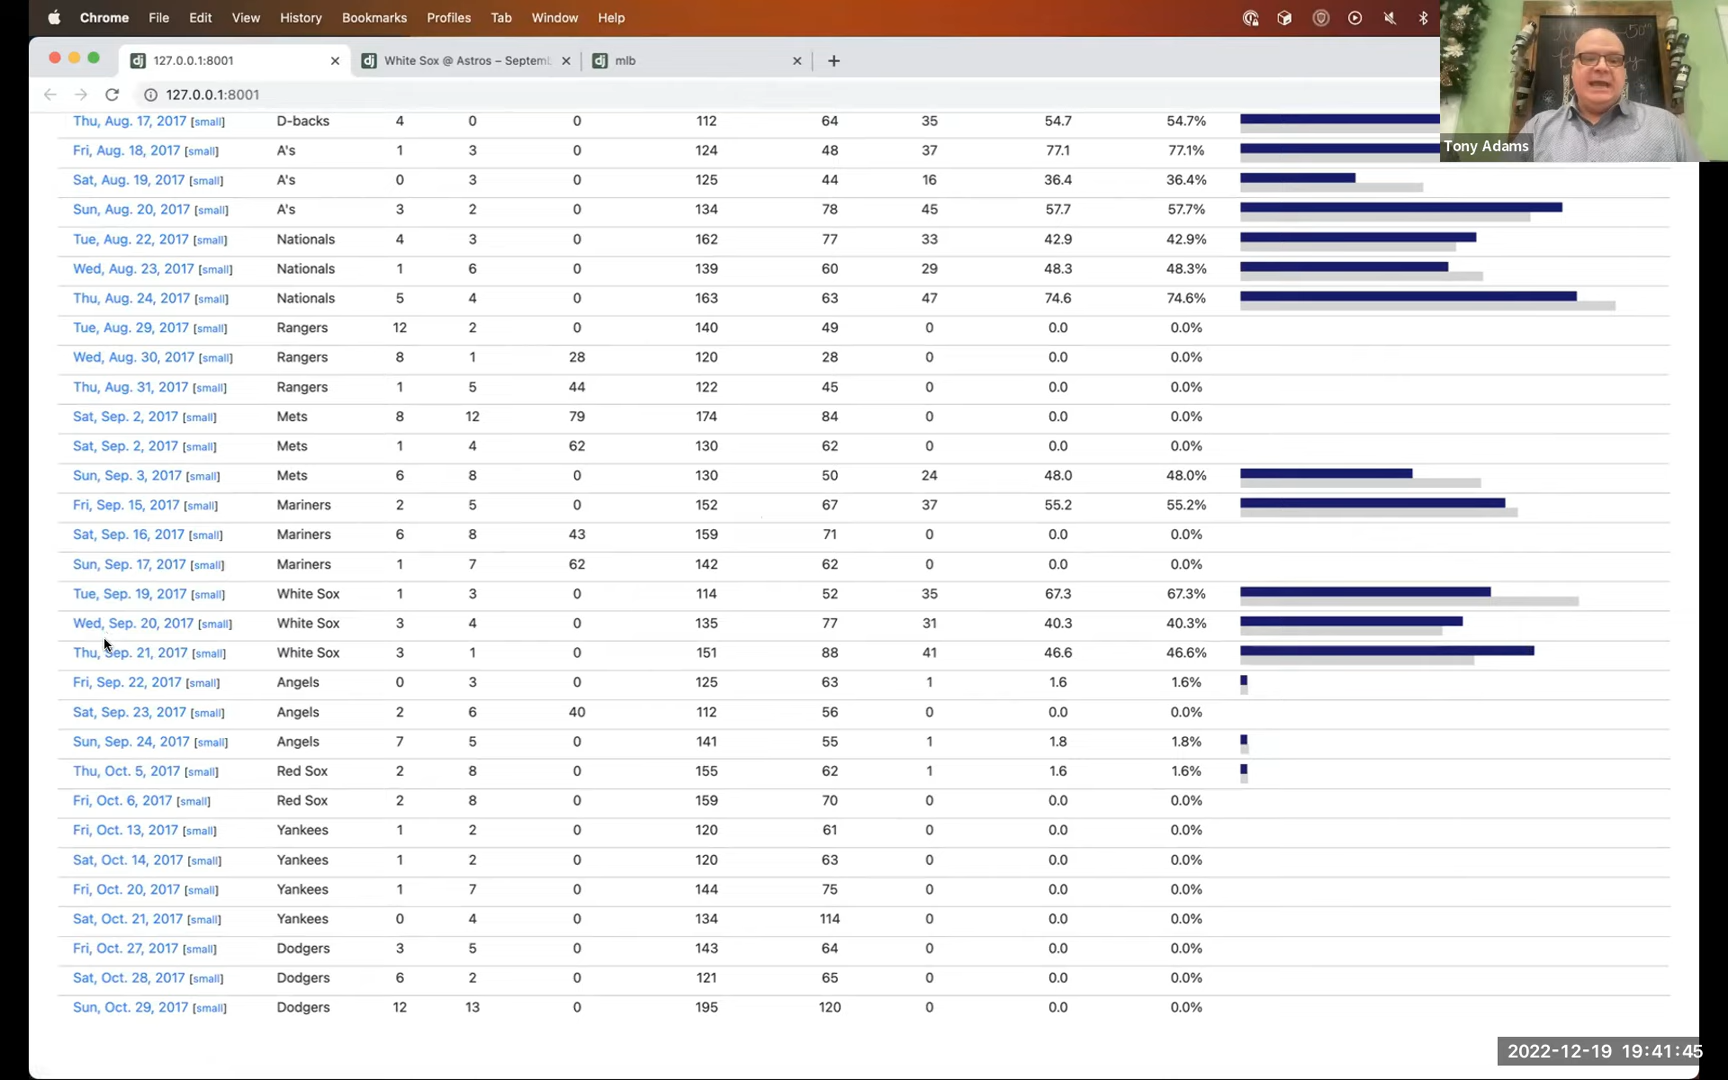 Chrome File Edit View History Bookmarks Profiles Tab Window Help
127.0.0.1:8001 White Sox @ Astros – Septemb mlb
127.0.0.1:8001
Tony Adams
Thu, Aug. 17, 2017 [small] D-backs 4 0 0 112 64 35 54.7 54.7%
Fri, Aug. 18, 2017 [small] A's 1 3 0 124 48 37 77.1 77.1%
Sat, Aug. 19, 2017 [small] A's 0 3 0 125 44 16 36.4 36.4%
Sun, Aug. 20, 2017 [small] A's 3 2 0 134 78 45 57.7 57.7%
Tue, Aug. 22, 2017 [small] Nationals 4 3 0 162 77 33 42.9 42.9%
Wed, Aug. 23, 2017 [small] Nationals 1 6 0 139 60 29 48.3 48.3%
Thu, Aug. 24, 2017 [small] Nationals 5 4 0 163 63 47 74.6 74.6%
Tue, Aug. 29, 2017 [small] Rangers 12 2 0 140 49 0 0.0 0.0%
Wed, Aug. 30, 2017 [small] Rangers 8 1 28 120 28 0 0.0 0.0%
Thu, Aug. 31, 2017 [small] Rangers 1 5 44 122 45 0 0.0 0.0%
Sat, Sep. 2, 2017 [small] Mets 8 12 79 174 84 0 0.0 0.0%
Sat, Sep. 2, 2017 [small] Mets 1 4 62 130 62 0 0.0 0.0%
Sun, Sep. 3, 2017 [small] Mets 6 8 0 130 50 24 48.0 48.0%
Fri, Sep. 15, 2017 [small] Mariners 2 5 0 152 67 37 55.2 55.2%
Sat, Sep. 16, 2017 [small] Mariners 6 8 43 159 71 0 0.0 0.0%
Sun, Sep. 17, 2017 [small] Mariners 1 7 62 142 62 0 0.0 0.0%
Tue, Sep. 19, 2017 [small] White Sox 1 3 0 114 52 35 67.3 67.3%
Wed, Sep. 20, 2017 [small] White Sox 3 4 0 135 77 31 40.3 40.3%
Thu, Sep. 21, 2017 [small] White Sox 3 1 0 151 88 41 46.6 46.6%
Fri, Sep. 22, 2017 [small] Angels 0 3 0 125 63 1 1.6 1.6%
Sat, Sep. 23, 2017 [small] Angels 2 6 40 112 56 0 0.0 0.0%
Sun, Sep. 24, 2017 [small] Angels 7 5 0 141 55 1 1.8 1.8%
Thu, Oct. 5, 2017 [small] Red Sox 2 8 0 155 62 1 1.6 1.6%
Fri, Oct. 6, 2017 [small] Red Sox 2 8 0 159 70 0 0.0 0.0%
Fri, Oct. 13, 2017 [small] Yankees 1 2 0 120 61 0 0.0 0.0%
Sat, Oct. 14, 2017 [small] Yankees 1 2 0 120 63 0 0.0 0.0%
Fri, Oct. 20, 2017 [small] Yankees 1 7 0 144 75 0 0.0 0.0%
Sat, Oct. 21, 2017 [small] Yankees 0 4 0 134 114 0 0.0 0.0%
Fri, Oct. 27, 2017 [small] Dodgers 3 5 0 143 64 0 0.0 0.0%
Sat, Oct. 28, 2017 [small] Dodgers 6 2 0 121 65 0 0.0 0.0%
Sun, Oct. 29, 2017 [small] Dodgers 12 13 0 195 120 0 0.0 0.0%
2022-12-19 19:41:45